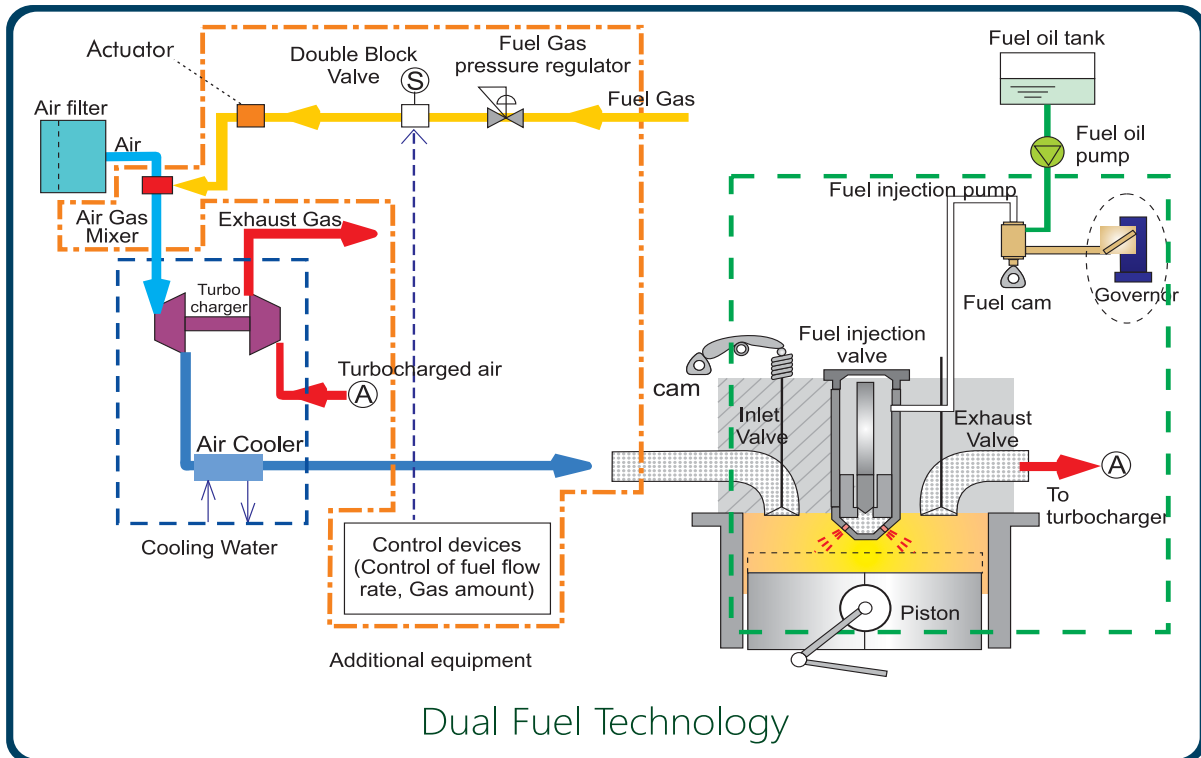 Actuator
Double Block
Valve
S
Fuel Gas
pressure regulator
Fuel Gas
Fuel oil tank
Air filter
Air
Fuel oil
pump
Air Gas
Mixer
Exhaust Gas
Fuel injection pump
Turbo
charger
Fuel cam
Governor
Turbocharged air
A
cam
Fuel injection
valve
Inlet
Valve
Exhaust
Valve
A
To
turbocharger
Air Cooler
Cooling Water
Control devices
(Control of fuel flow
rate, Gas amount)
Piston
Additional equipment
Dual Fuel Technology